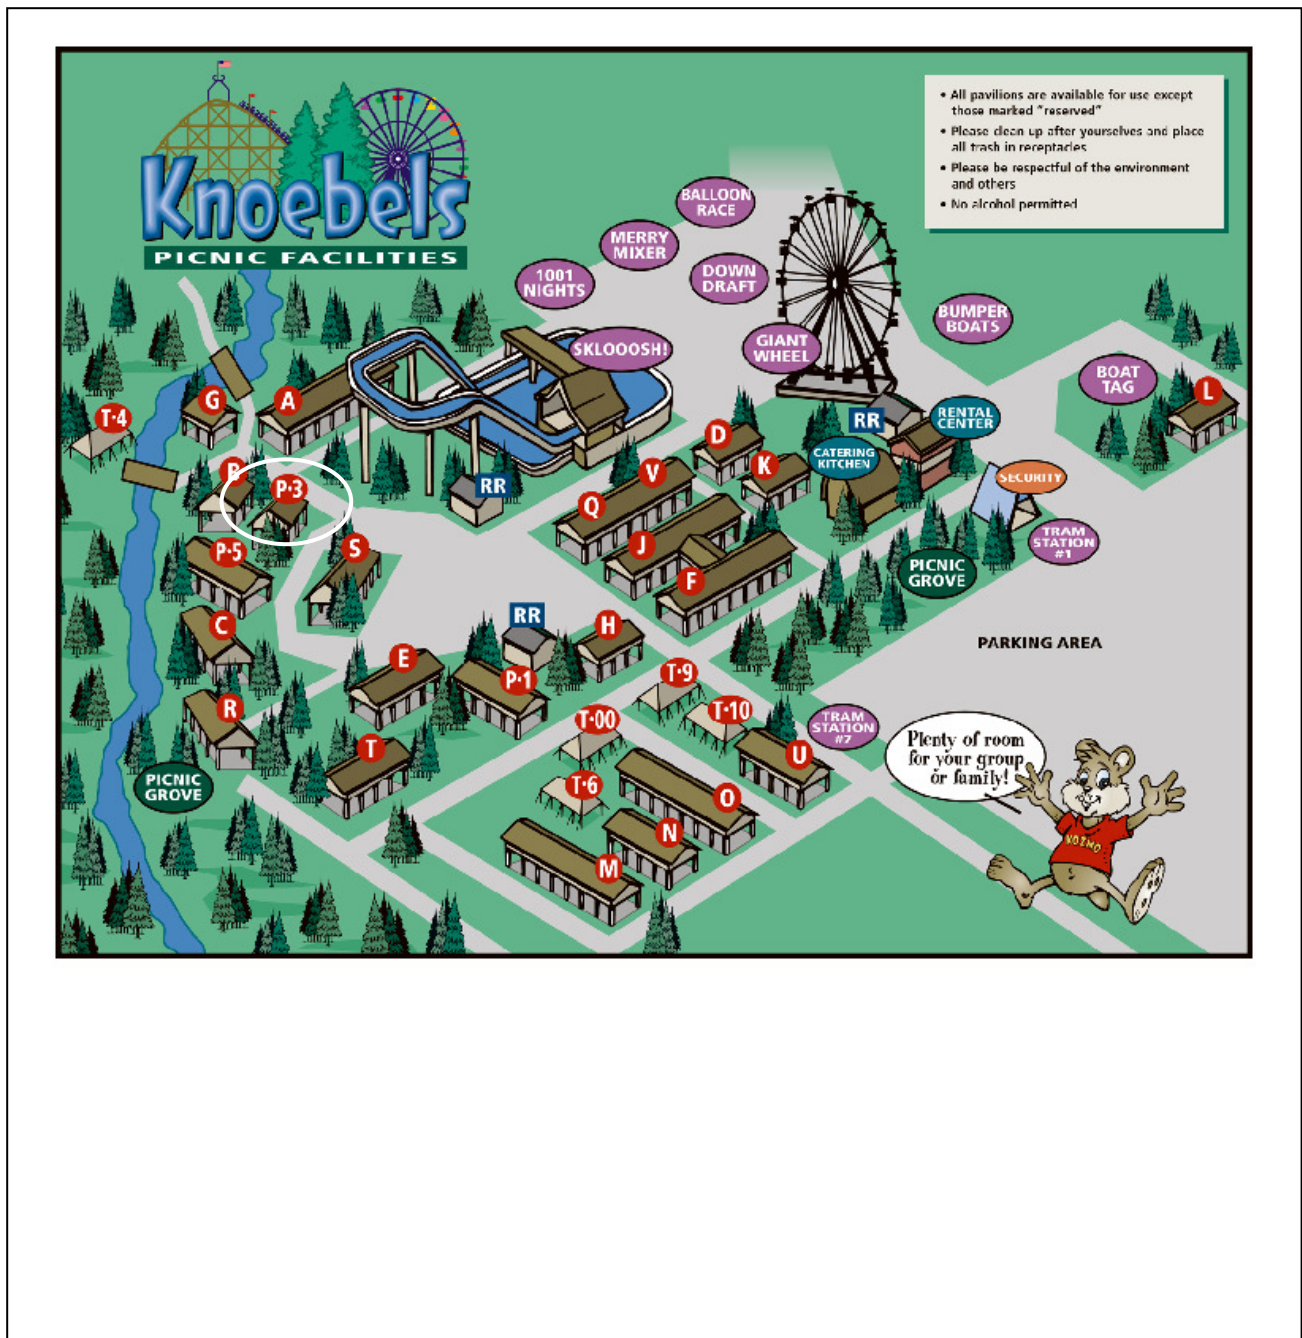 Knoebels
PICNIC FACILITIES
• All pavilions are available for use except
those marked "reserved"
• Please clean up after yourselves and place
all trash in receptacles
• Please be respectful of the environment
and others
• No alcohol permitted
BALLOON
RACE
MERRY
MIXER
1001
NIGHTS
DOWN
DRAFT
BUMPER
BOATS
SKLOOOSH!
GIANT
WHEEL
BOAT
TAG
L
T·4
G
A
RR
RENTAL
CENTER
D
K
CATERING
KITCHEN
V
Q
B
P·3
RR
SECURITY
TRAM
STATION
#1
J
F
PICNIC
GROVE
P·5
S
C
RR
H
PARKING AREA
E
P·1
T·9
R
T·00
T·10
TRAM
STATION
#7
T
U
Plenty of room
for your group
or family!
PICNIC
GROVE
T·6
O
N
M
KOZMO